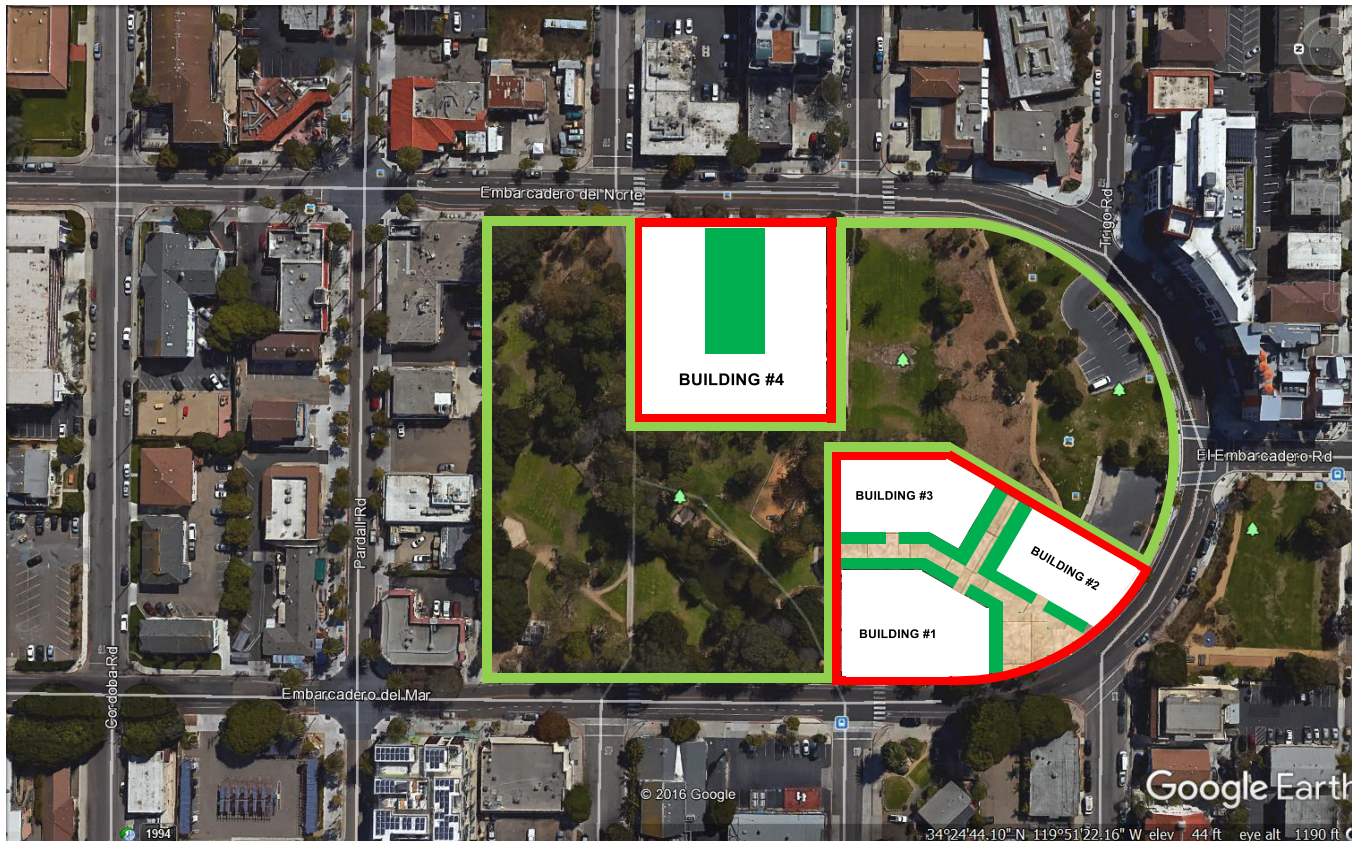 Embarcadero del Norte
Trigo Rd
BUILDING #4
El Embarcadero Rd
BUILDING #3
Pardall Rd
BUILDING #2
BUILDING #1
Cordoba Rd
Embarcadero del Mar
Google Earth
© 2016 Google
1994
34°24'44.10" N 119°51'22.16" W elev 44 ft eye alt 1190 ft
N